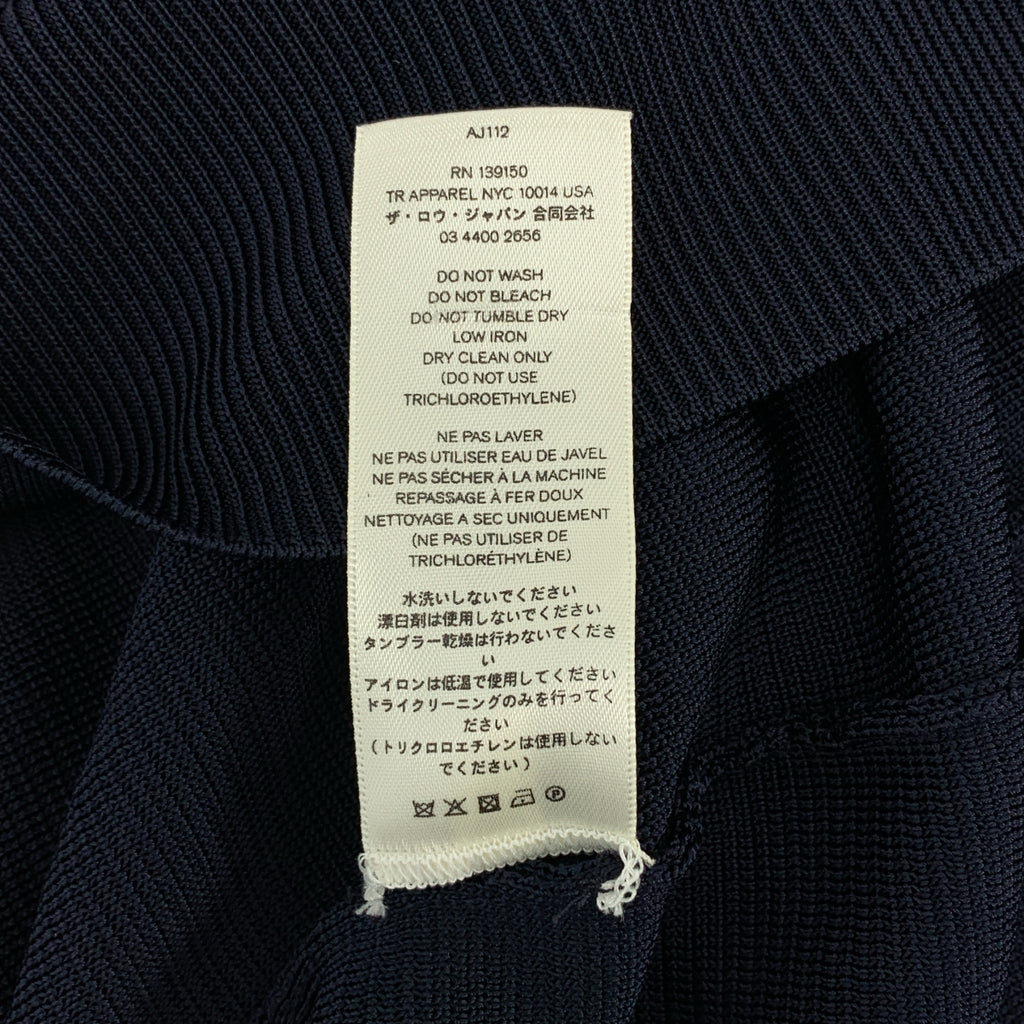 AJ112
RN 139150
TR APPAREL NYC 10014 USA
ザ・ロウ・ジャパン 合同会社
03 4400 2656
DO NOT WASH
DO NOT BLEACH
DO NOT TUMBLE DRY
LOW IRON
DRY CLEAN ONLY
(DO NOT USE
TRICHLOROETHYLENE)
NE PAS LAVER
NE PAS UTILISER EAU DE JAVEL
NE PAS SÉCHER À LA MACHINE
REPASSAGE À FER DOUX
NETTOYAGE A SEC UNIQUEMENT
(NE PAS UTILISER DE
TRICHLORÉTHYLÈNE)
水洗いしないでください
漂白剤は使用しないでください
タンブラー乾燥は行わないでくださ
い
アイロンは低温で使用してください
ドライクリーニングのみを行ってく
ださい
(トリクロロエチレンは使用しない
でください)
P